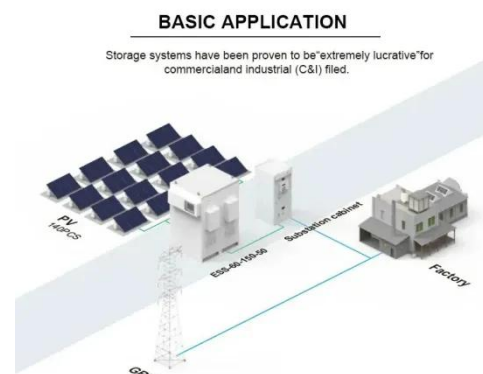 BASIC APPLICATION
Storage systems have been proven to be“extremely lucrative”for
commercialand industrial (C&I) filed.
PV
140PCS
ESS-60-150-50
Substation cabinet
Factory